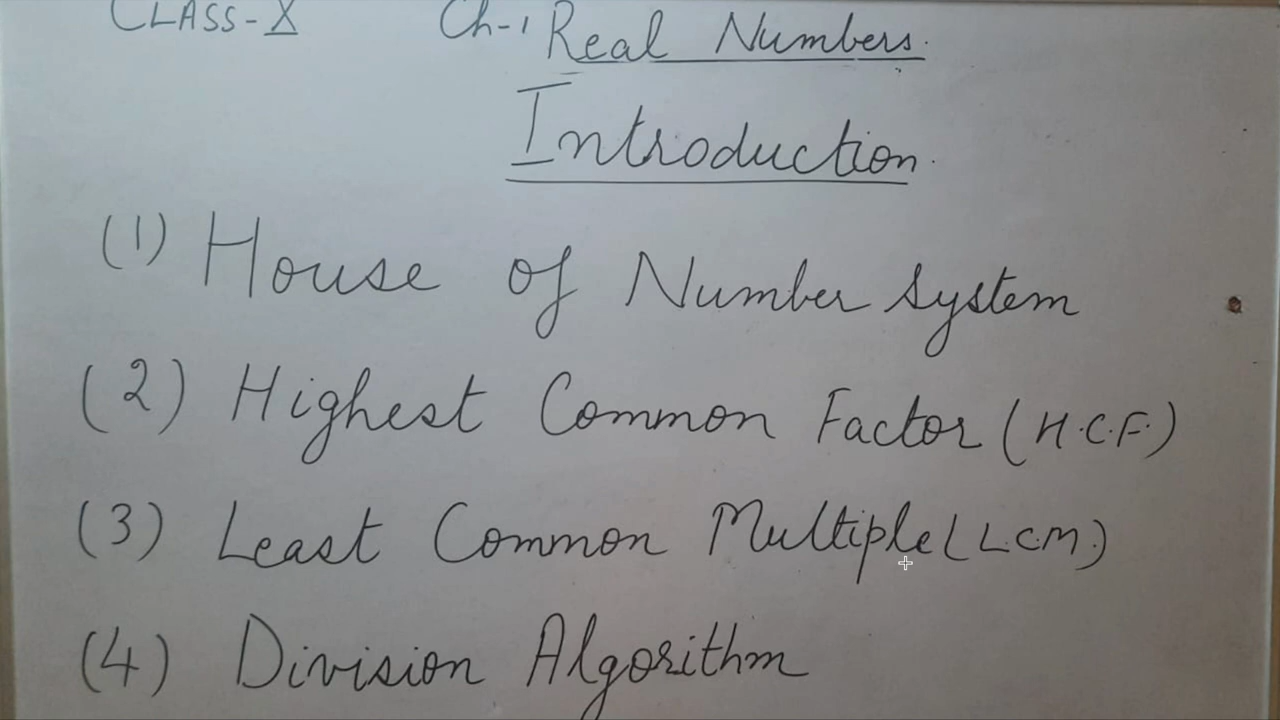 CLASS-X Ch-1 Real Numbers.
Introduction.
(1) House of Number System
(2) Highest Common Factor (H.C.F.)
(3) Least Common Multiple (L.C.M.)
(4) Division Algorithm